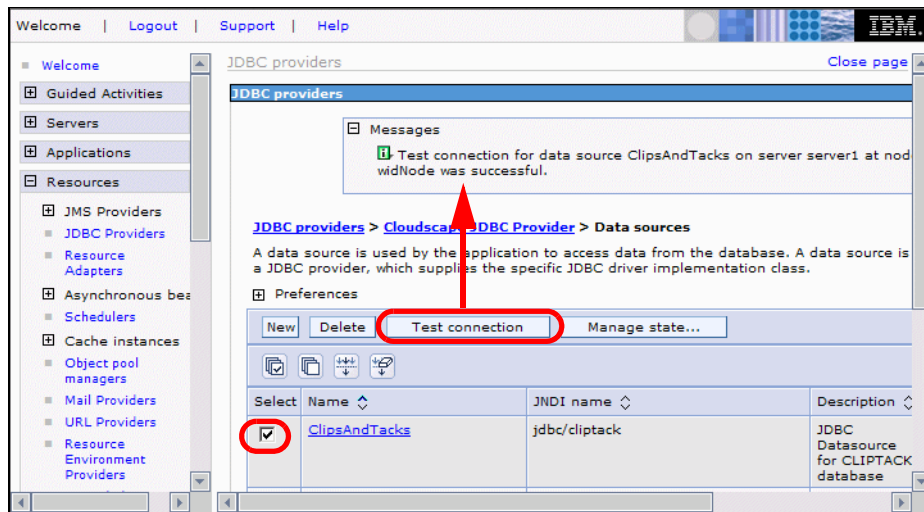 Welcome | Logout | Support | Help
IBM.
Welcome
Guided Activities
Servers
Applications
Resources
JMS Providers
JDBC Providers
Resource
Adapters
Asynchronous bea
Schedulers
Cache instances
Object pool
managers
Mail Providers
URL Providers
Resource
Environment
Providers
JDBC providers
Close page
JDBC providers
Messages
Test connection for data source ClipsAndTacks on server server1 at nod
widNode was successful.
JDBC providers > Cloudscape JDBC Provider > Data sources
A data source is used by the application to access data from the database. A data source is
a JDBC provider, which supplies the specific JDBC driver implementation class.
Preferences
New Delete Test connection Manage state...
Select Name JNDI name Description
ClipsAndTacks jdbc/cliptack JDBC
Datasource
for CLIPTACK
database